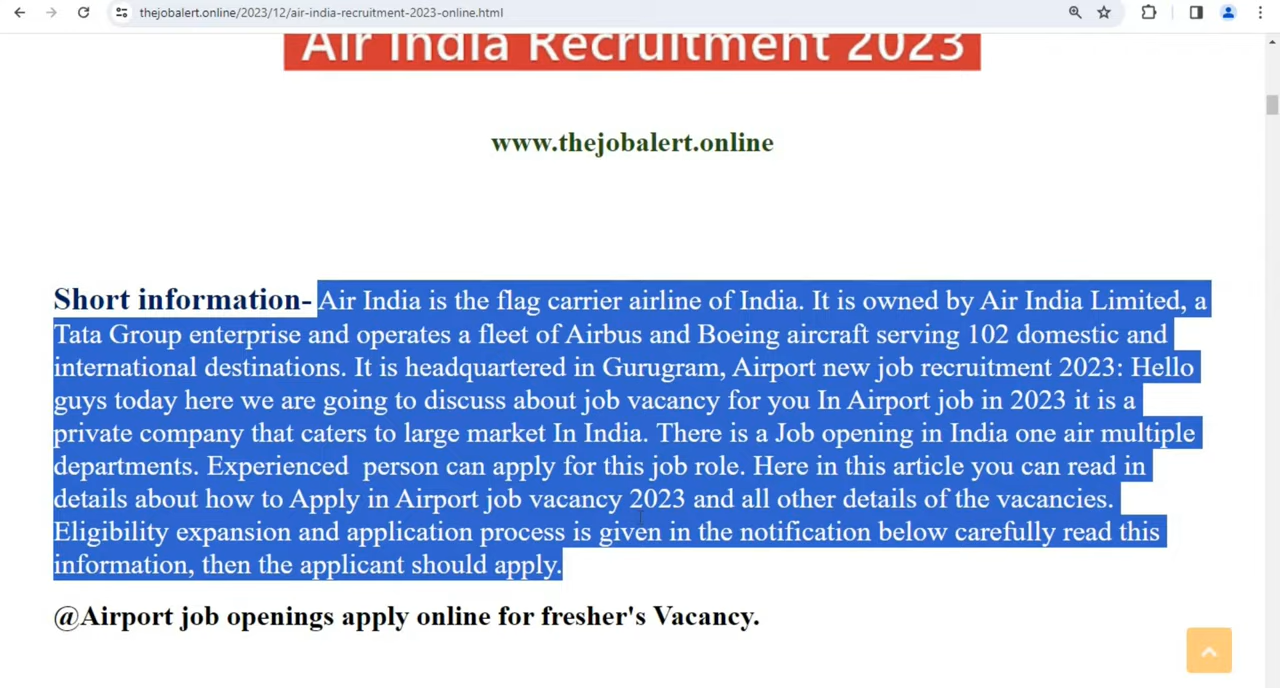 thejobalert.online/2023/12/air-india-recruitment-2023-online.html
Air India Recruitment 2023
www.thejobalert.online
Short information- Air India is the flag carrier airline of India. It is owned by Air India Limited, a
Tata Group enterprise and operates a fleet of Airbus and Boeing aircraft serving 102 domestic and
international destinations. It is headquartered in Gurugram, Airport new job recruitment 2023: Hello
guys today here we are going to discuss about job vacancy for you In Airport job in 2023 it is a
private company that caters to large market In India. There is a Job opening in India one air multiple
departments. Experienced  person can apply for this job role. Here in this article you can read in
details about how to Apply in Airport job vacancy 2023 and all other details of the vacancies.
Eligibility expansion and application process is given in the notification below carefully read this
information, then the applicant should apply.
@Airport job openings apply online for fresher's Vacancy.